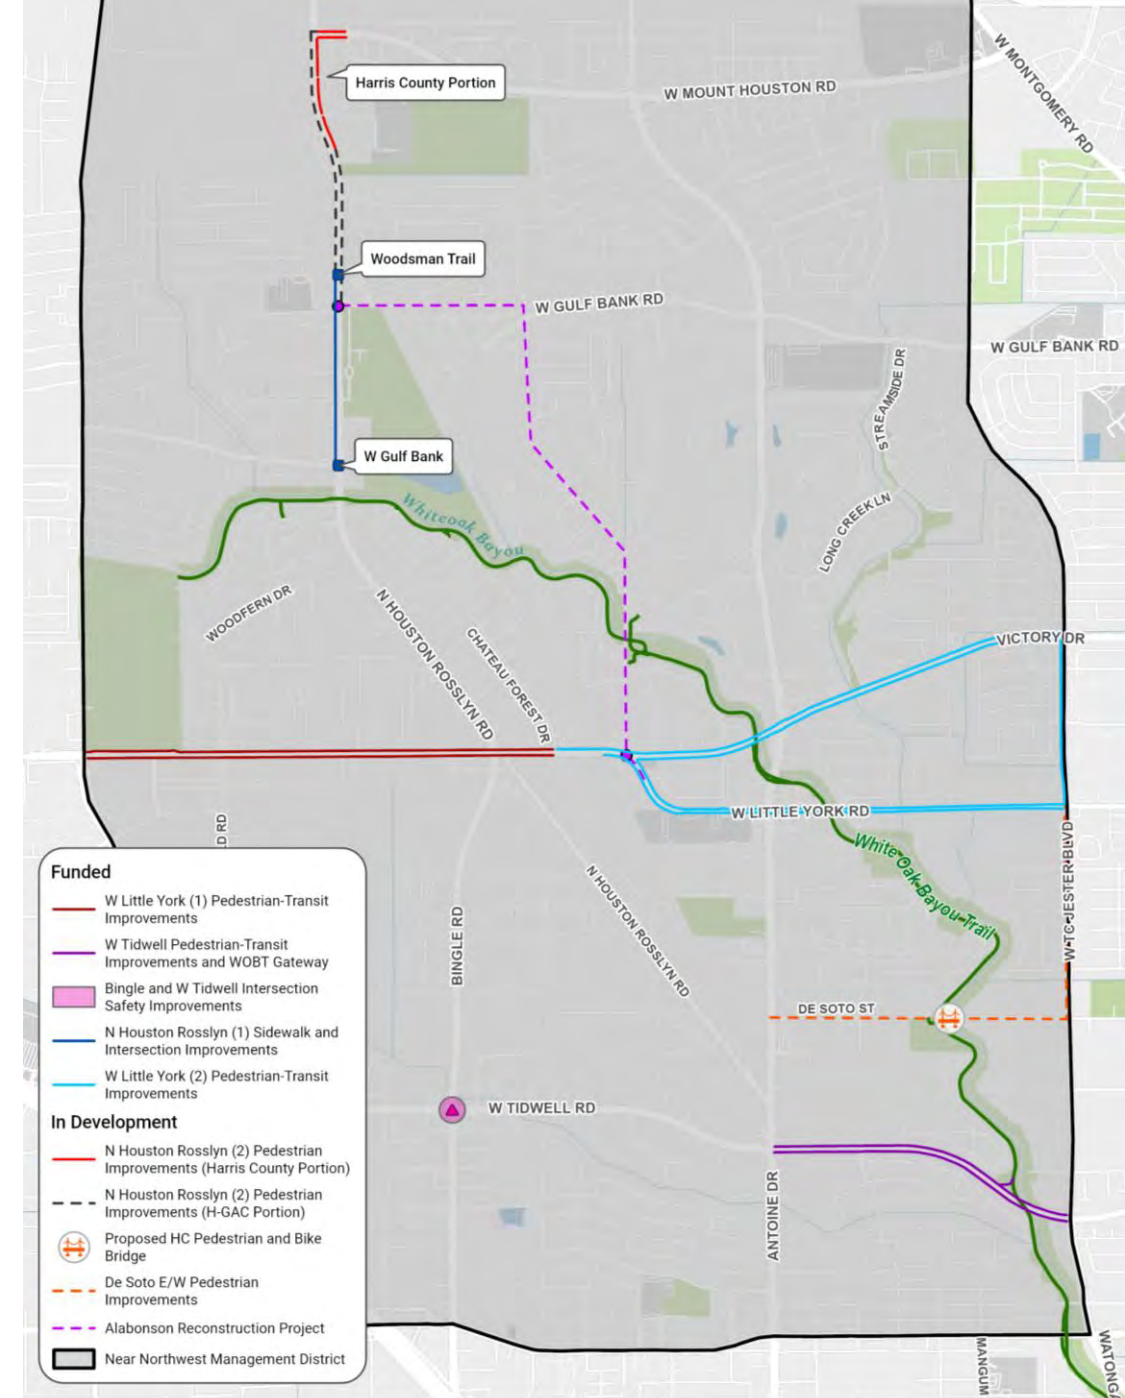 W MONTGOMERY RD
Harris County Portion
W MOUNT HOUSTON RD
Woodsman Trail
W GULF BANK RD
W GULF BANK RD
STREAMSIDE DR
W Gulf Bank
Whiteoak Bayou
LONG CREEK LN
WOODFERN DR
N HOUSTON ROSSLYN RD
CHATEAU FOREST DR
VICTORY DR
W LITTLE YORK RD
LD RD
White Oak Bayou Trail
W TC JESTER BLVD
N HOUSTON ROSSLYN RD
BINGLE RD
DE SOTO ST
W TIDWELL RD
ANTOINE DR
MANGUM
WATONGA
Funded
W Little York (1) Pedestrian-Transit
Improvements
W Tidwell Pedestrian-Transit
Improvements and WOBT Gateway
Bingle and W Tidwell Intersection
Safety Improvements
N Houston Rosslyn (1) Sidewalk and
Intersection Improvements
W Little York (2) Pedestrian-Transit
Improvements
In Development
N Houston Rosslyn (2) Pedestrian
Improvements (Harris County Portion)
N Houston Rosslyn (2) Pedestrian
Improvements (H-GAC Portion)
Proposed HC Pedestrian and Bike
Bridge
De Soto E/W Pedestrian
Improvements
Alabonson Reconstruction Project
Near Northwest Management District